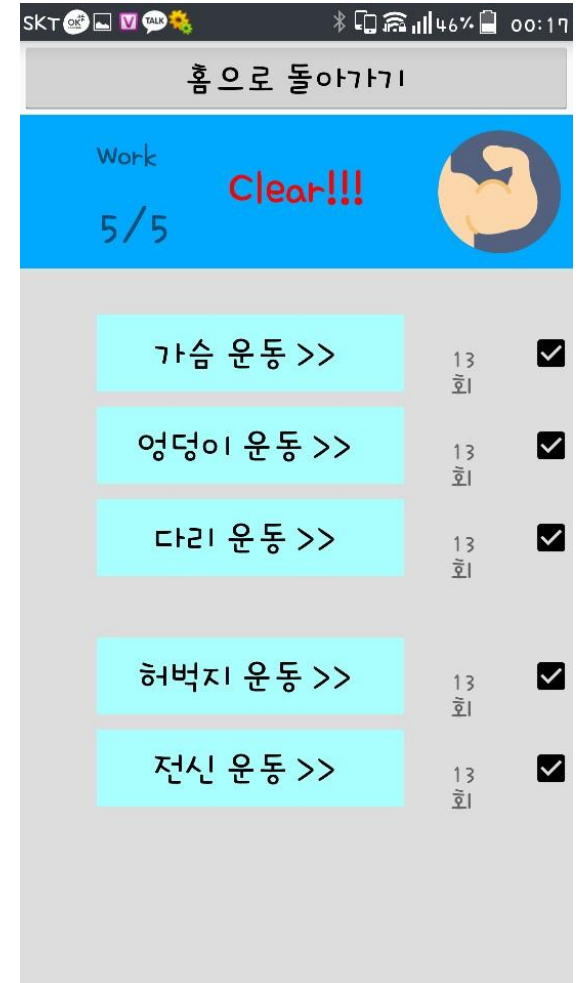 SKT OK V TALK 46% 00:17
홈으로 돌아가기
Work
Clear!!!
5/5
가슴 운동 >>
13
회
엉덩이 운동 >>
13
회
다리 운동 >>
13
회
허벅지 운동 >>
13
회
전신 운동 >>
13
회